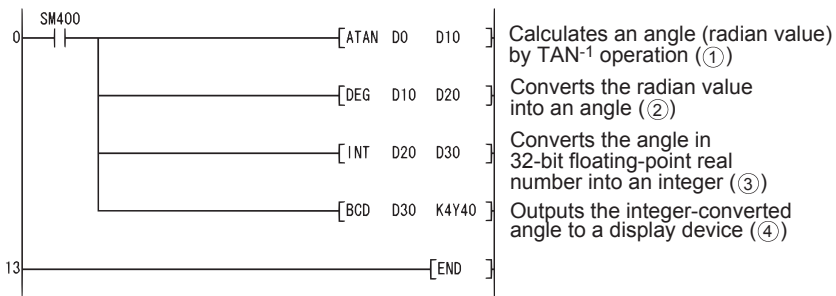 SM400
0 [ATAN D0 D10 ] Calculates an angle (radian value)
by TAN-1 operation (①)
[DEG D10 D20 ] Converts the radian value
into an angle (②)
[INT D20 D30 ] Converts the angle in
32-bit floating-point real
number into an integer (③)
[BCD D30 K4Y40 ] Outputs the integer-converted
angle to a display device (④)
13 [END ]